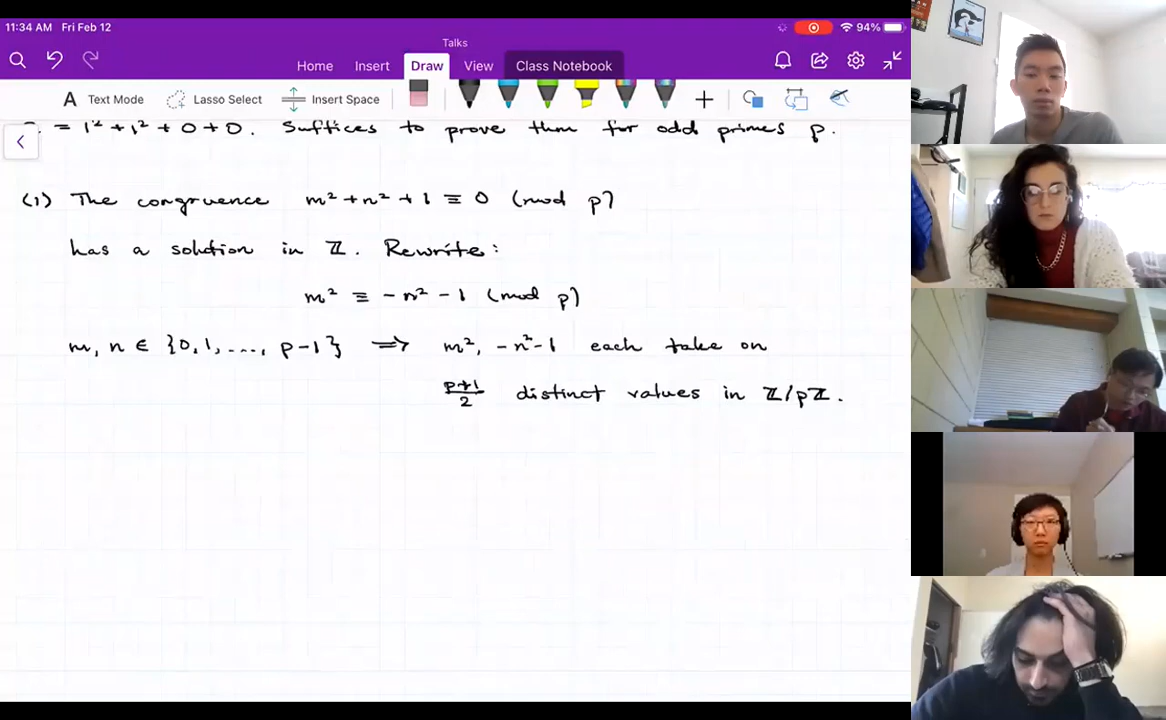 11:34 AM Fri Feb 12
94%
Talks
Home Insert Draw View Class Notebook
Text Mode Lasso Select Insert Space
= 1² + 1² + 0 + 0. Suffices to prove thm for odd primes p.
(1) The congruence m² + n² + 1 ≡ 0 (mod p)
has a solution in ℤ. Rewrite:
m² ≡ - n² - 1 (mod p)
m, n ∈ {0, 1, ..., p-1} ⟹ m², -n²-1 each take on
(p+1)/2 distinct values in ℤ/pℤ.